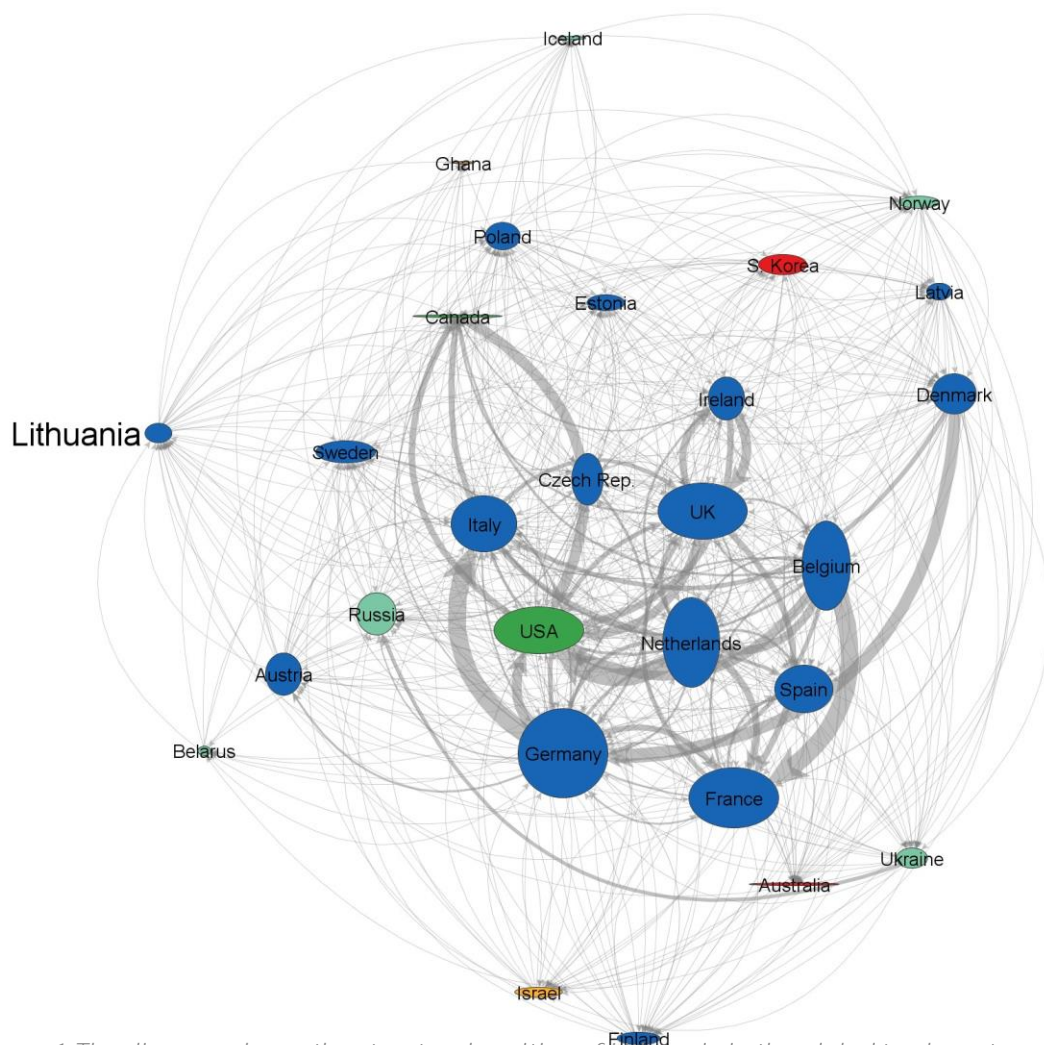 Iceland
Ghana
Norway
Poland
S. Korea
Latvia
Estonia
Canada
Ireland
Denmark
Lithuania
Sweden
Czech Rep.
UK
Italy
Belgium
Russia
USA
Netherlands
Austria
Spain
Belarus
Germany
France
Ukraine
Australia
Israel
Finland